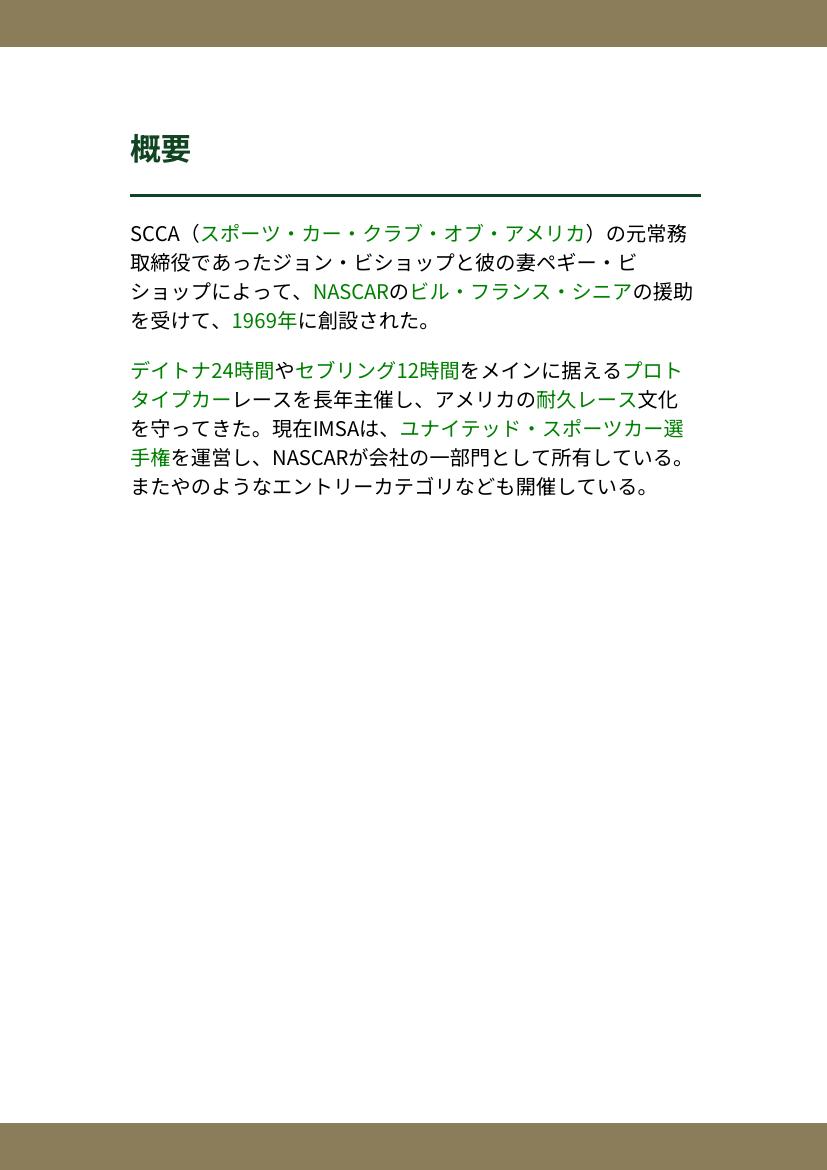 概要
SCCA（スポーツ・カー・クラブ・オブ・アメリカ）の元常務
取締役であったジョン・ビショップと彼の妻ペギー・ビ
ショップによって、NASCARのビル・フランス・シニアの援助
を受けて、1969年に創設された。
デイトナ24時間やセブリング12時間をメインに据えるプロト
タイプカーレースを長年主催し、アメリカの耐久レース文化
を守ってきた。現在IMSAは、ユナイテッド・スポーツカー選
手権を運営し、NASCARが会社の一部門として所有している。
またやのようなエントリーカテゴリなども開催している。